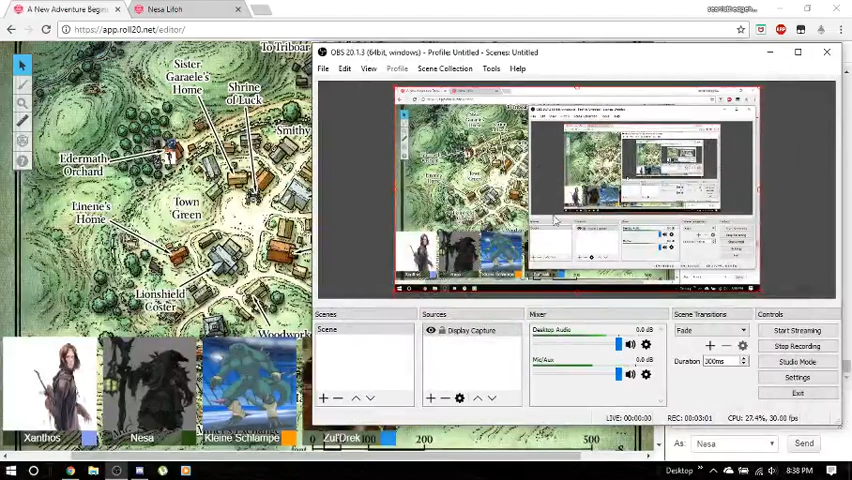 A New Adventure Begin
Nesa Lifoh
https://app.roll20.net/editor/
To Triboar
Sister
Garaele's
Home
Shrine
of Luck
Smithy
Edermath
Orchard
Town
Green
Linene's
Home
Lionshield
Coster
Woodwork
Xanthos
Nesa
Kleine Schlampe
Zul'Drek
100
200
500
OBS 20.1.3 (64bit, windows) - Profile: Untitled - Scenes: Untitled
File Edit View Profile Scene Collection Tools Help
Scenes Sources Mixer Scene Transitions Controls
Scene
Display Capture
Desktop Audio 0.0 dB
Mic/Aux 0.0 dB
Fade
Duration 300ms
Start Streaming
Stop Recording
Studio Mode
Settings
Exit
LIVE: 00:00:00 REC: 00:03:01 CPU: 27.4%, 30.00 fps
As: Nesa Send
Desktop 8:38 PM